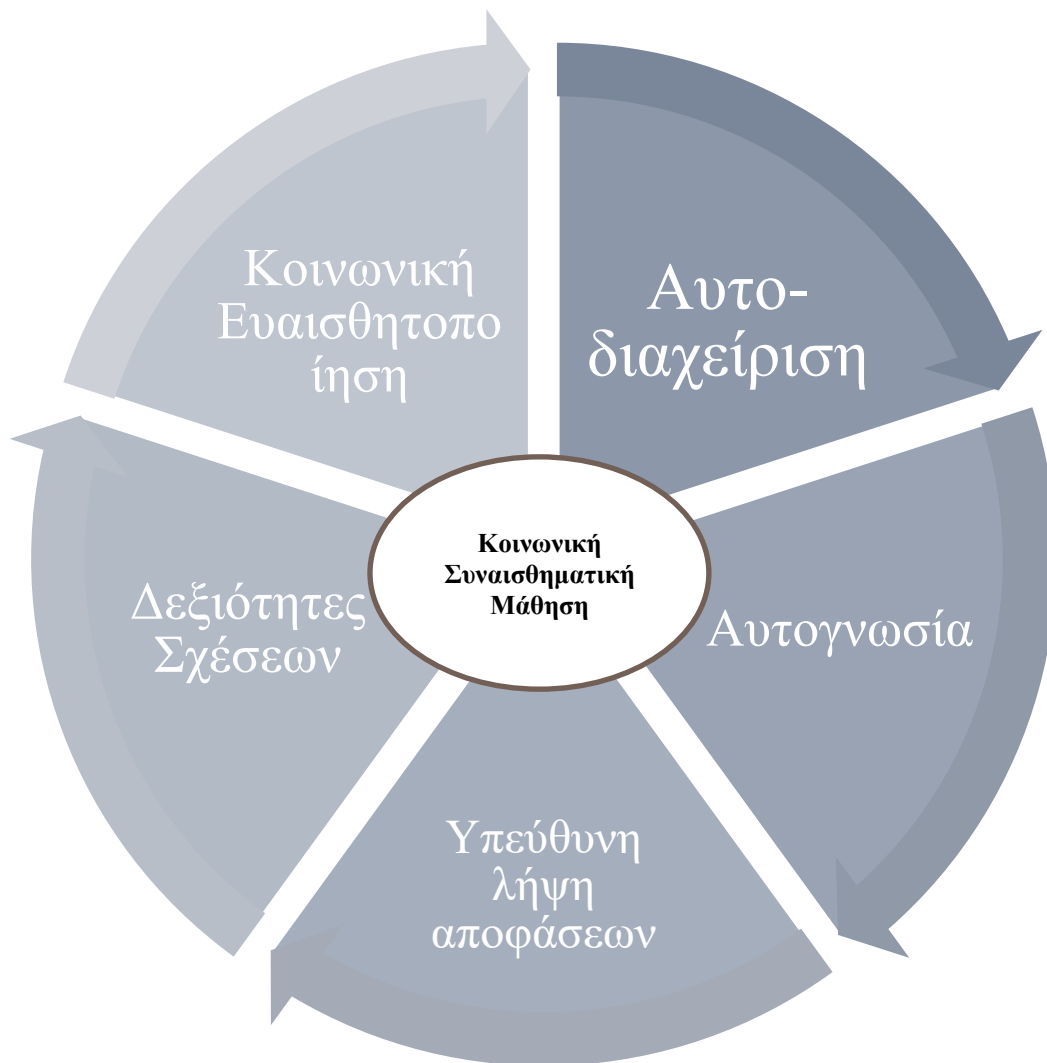 Κοινωνική
Ευαισθητοπο
ίηση
Αυτο-
διαχείριση
Κοινωνική
Συναισθηματική
Μάθηση
Δεξιότητες
Σχέσεων
Αυτογνωσία
Υπεύθυνη
λήψη
αποφάσεων